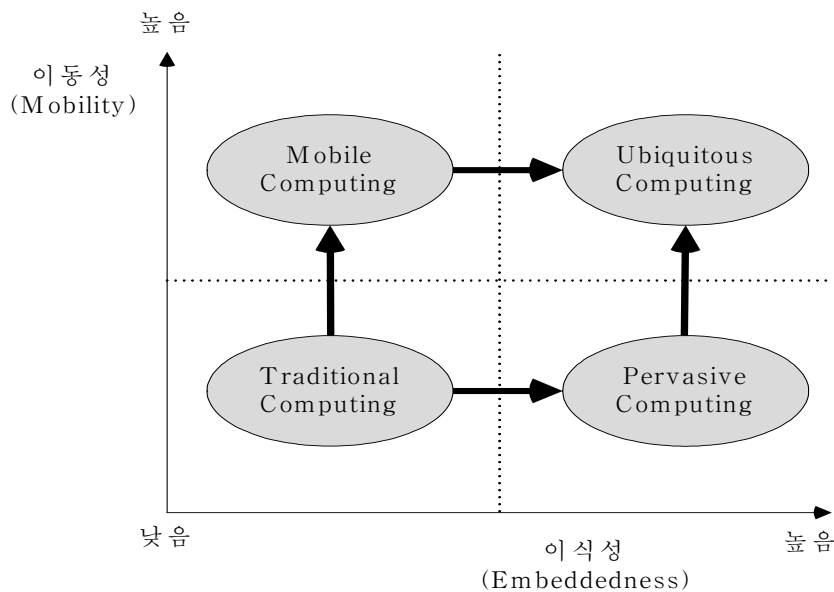 높음
이동성
(Mobility)
Mobile
Computing
Ubiquitous
Computing
Traditional
Computing
Pervasive
Computing
낮음
이식성
(Embeddedness)
높음